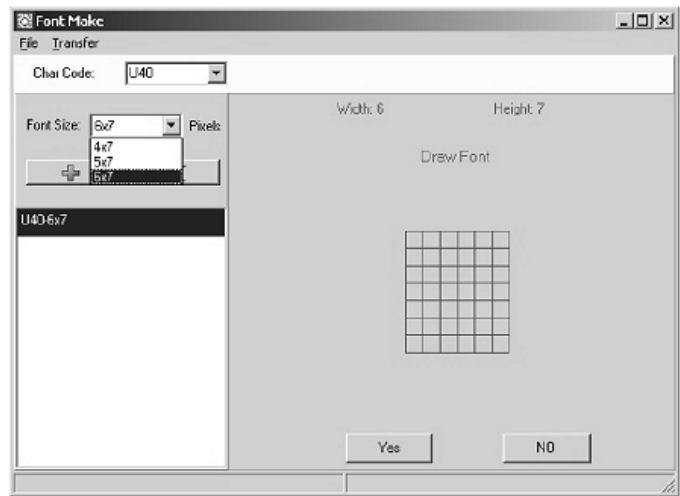 Font Make
File Transfer
Char Code: U40
Width: 6 Height: 7
Font Size: 6x7 Pixels
4x7
5x7
6x7
Draw Font
U40-6x7
Yes NO